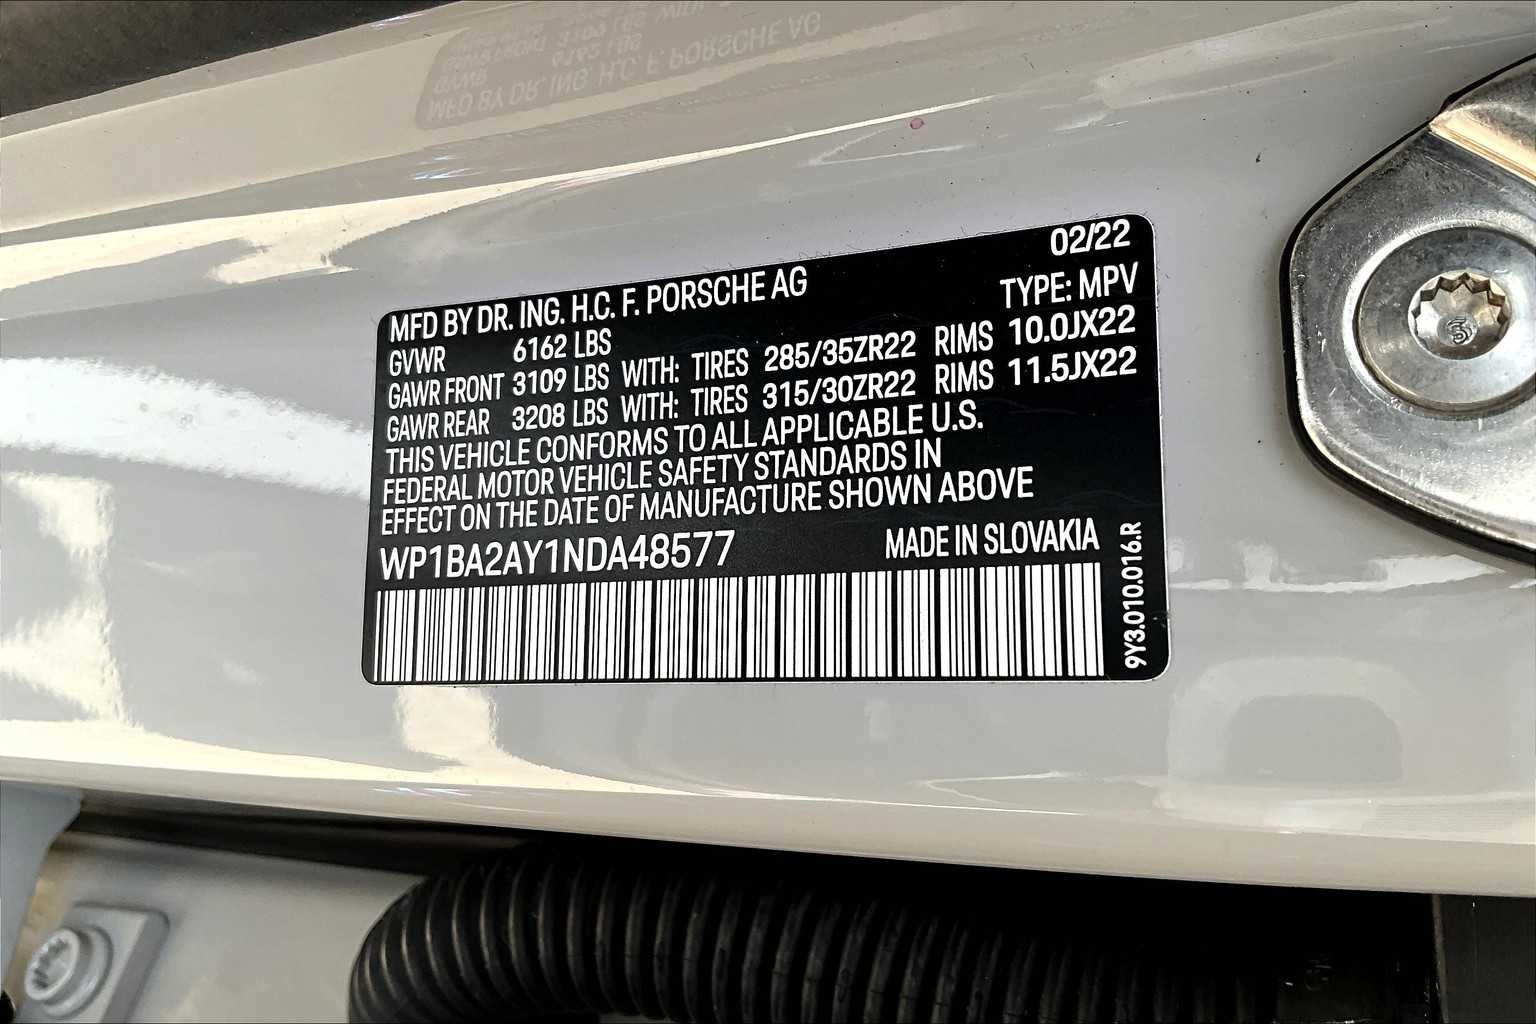 02/22
MFD BY DR. ING. H.C. F. PORSCHE AG
TYPE: MPV
GVWR 6162 LBS
GAWR FRONT 3109 LBS WITH: TIRES 285/35ZR22 RIMS 10.0JX22
GAWR REAR 3208 LBS WITH: TIRES 315/30ZR22 RIMS 11.5JX22
THIS VEHICLE CONFORMS TO ALL APPLICABLE U.S.
FEDERAL MOTOR VEHICLE SAFETY STANDARDS IN
EFFECT ON THE DATE OF MANUFACTURE SHOWN ABOVE
WP1BA2AY1NDA48577 MADE IN SLOVAKIA
9Y3.010.016.R